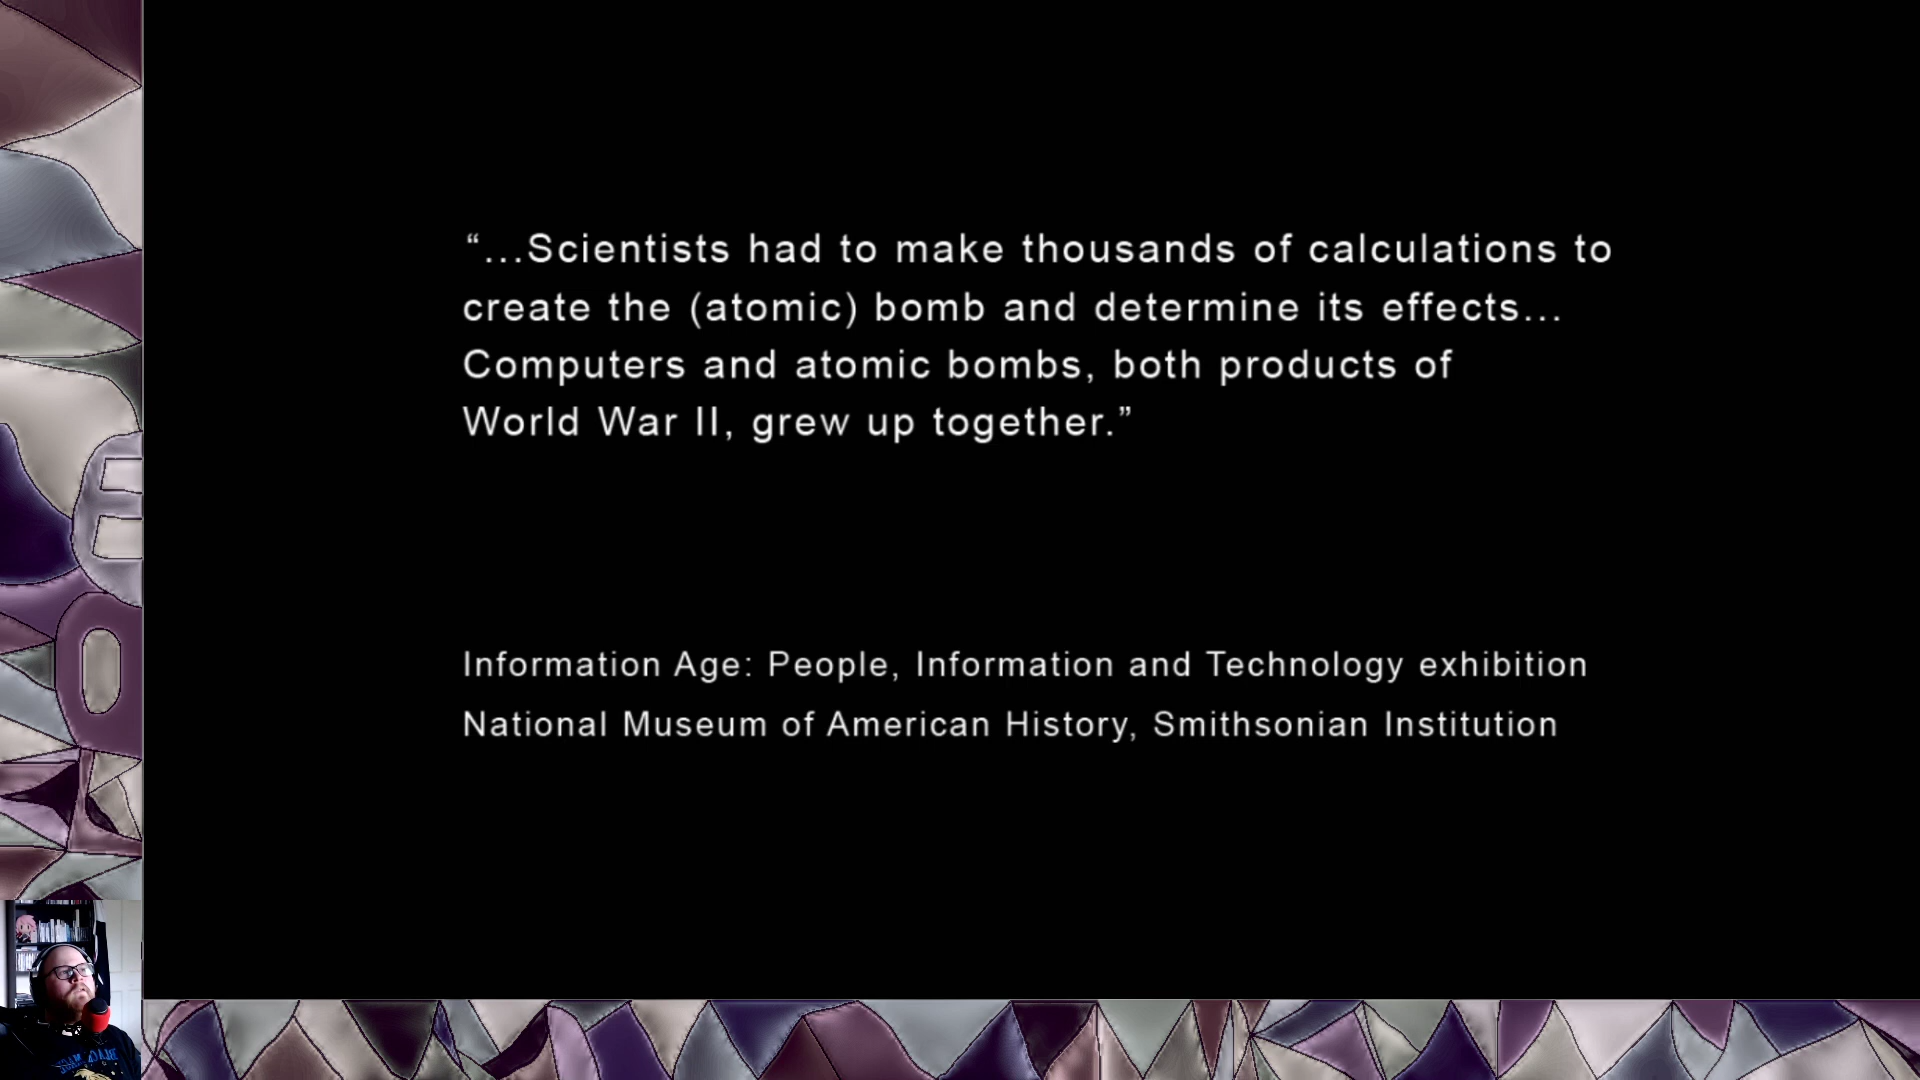 “...Scientists had to make thousands of calculations to
create the (atomic) bomb and determine its effects...
Computers and atomic bombs, both products of
World War II, grew up together.”
Information Age: People, Information and Technology exhibition
National Museum of American History, Smithsonian Institution